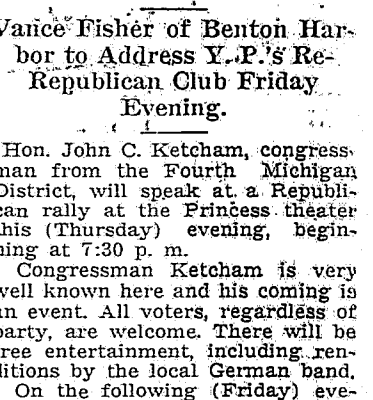 Vance Fisher of Benton Har-
bor to Address Y. P.'s Re-
Republican Club Friday
Evening.
Hon. John C. Ketcham, congress-
man from the Fourth Michigan
District, will speak at a Republi-
can rally at the Princess theater
this (Thursday) evening, begin-
ning at 7:30 p. m.
Congressman Ketcham is very
well known here and his coming is
an event. All voters, regardless of
party, are welcome. There will be
free entertainment, including ren-
ditions by the local German band.
On the following (Friday) eve-